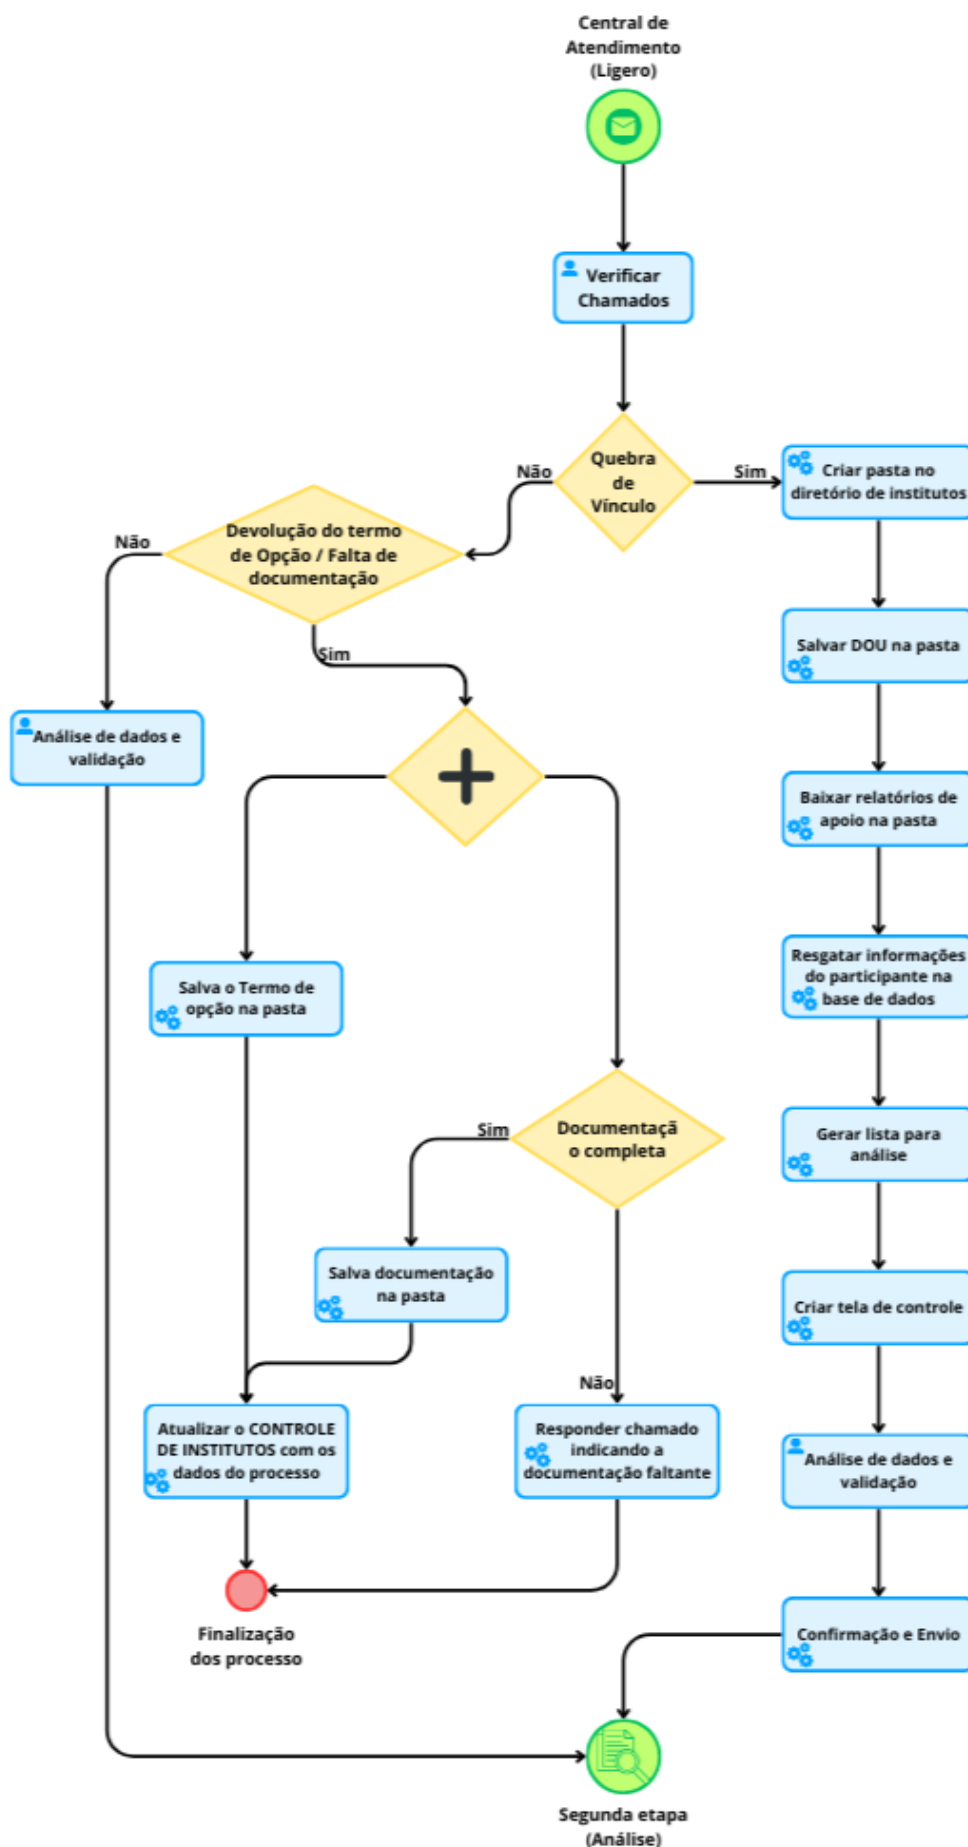 Central de
Atendimento
(Ligero)
Verificar
Chamados
Quebra
de
Vínculo
Não
Sim
Criar pasta no
diretório de institutos
Devolução do termo
de Opção / Falta de
documentação
Não
Sim
Salvar DOU na pasta
Análise de dados e
validação
Baixar relatórios de
apoio na pasta
Resgatar informações
do participante na
base de dados
Salva o Termo de
opção na pasta
Documentaçã
o completa
Sim
Gerar lista para
análise
Salva documentação
na pasta
Criar tela de controle
Não
Atualizar o CONTROLE
DE INSTITUTOS com os
dados do processo
Responder chamado
indicando a
documentação faltante
Análise de dados e
validação
Finalização
dos processo
Confirmação e Envio
Segunda etapa
(Análise)